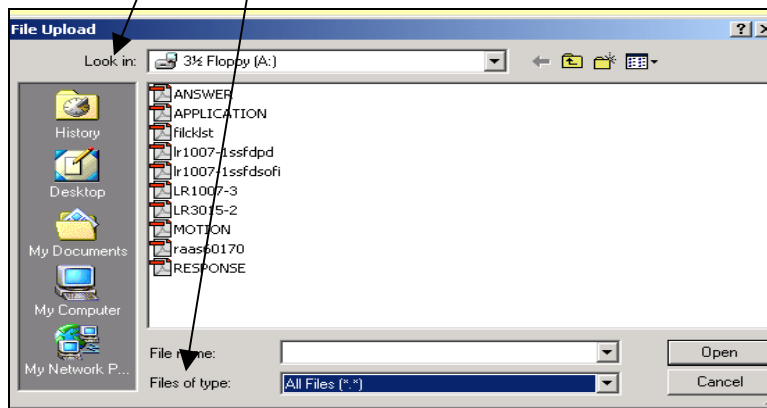 File Upload
Look in: 3½ Floppy (A:)
History
Desktop
My Documents
My Computer
My Network P...
ANSWER
APPLICATION
filcklst
lr1007-1ssfdpd
lr1007-1ssfdsofi
LR1007-3
LR3015-2
MOTION
raas60170
RESPONSE
File name:
Open
Files of type: All Files (*.*)
Cancel